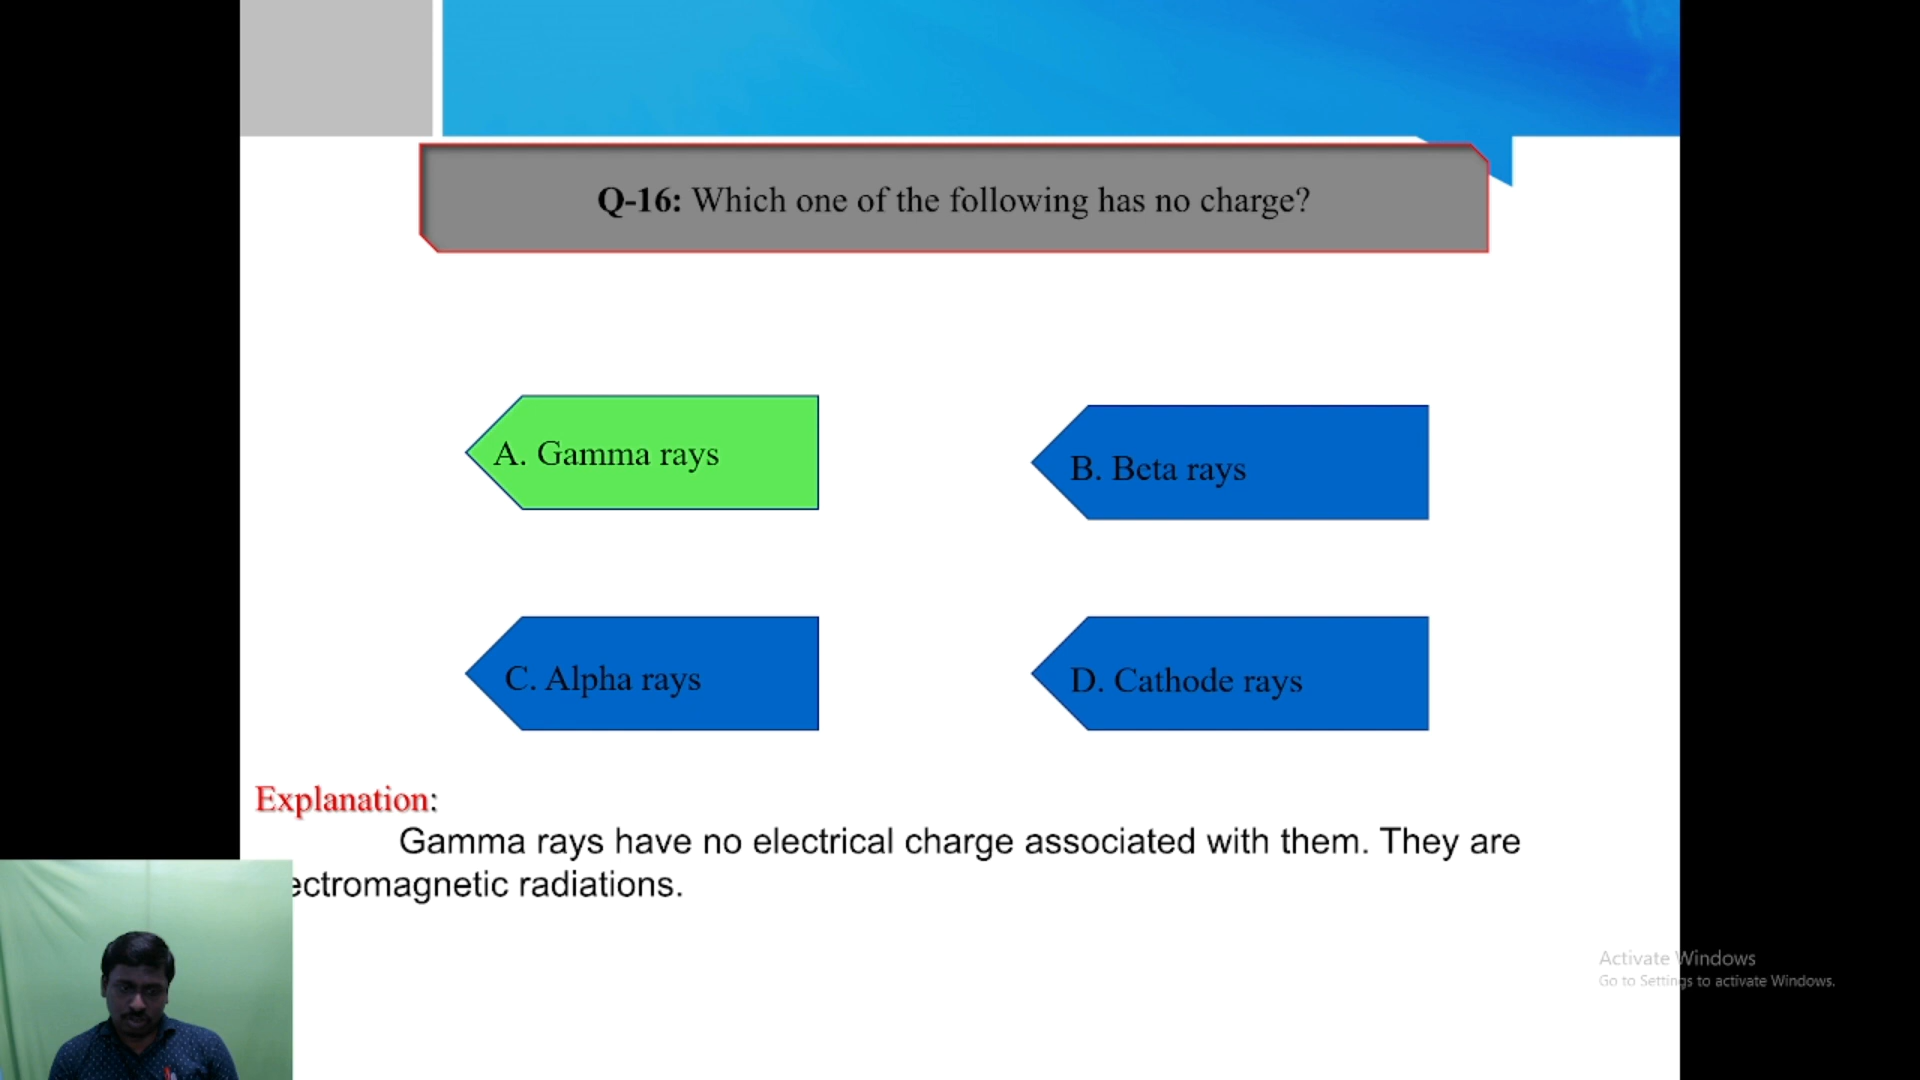 Q-16: Which one of the following has no charge?
A. Gamma rays
B. Beta rays
C. Alpha rays
D. Cathode rays
Explanation:
Gamma rays have no electrical charge associated with them. They are
ectromagnetic radiations.
Activate Windows
Go to Settings to activate Windows.